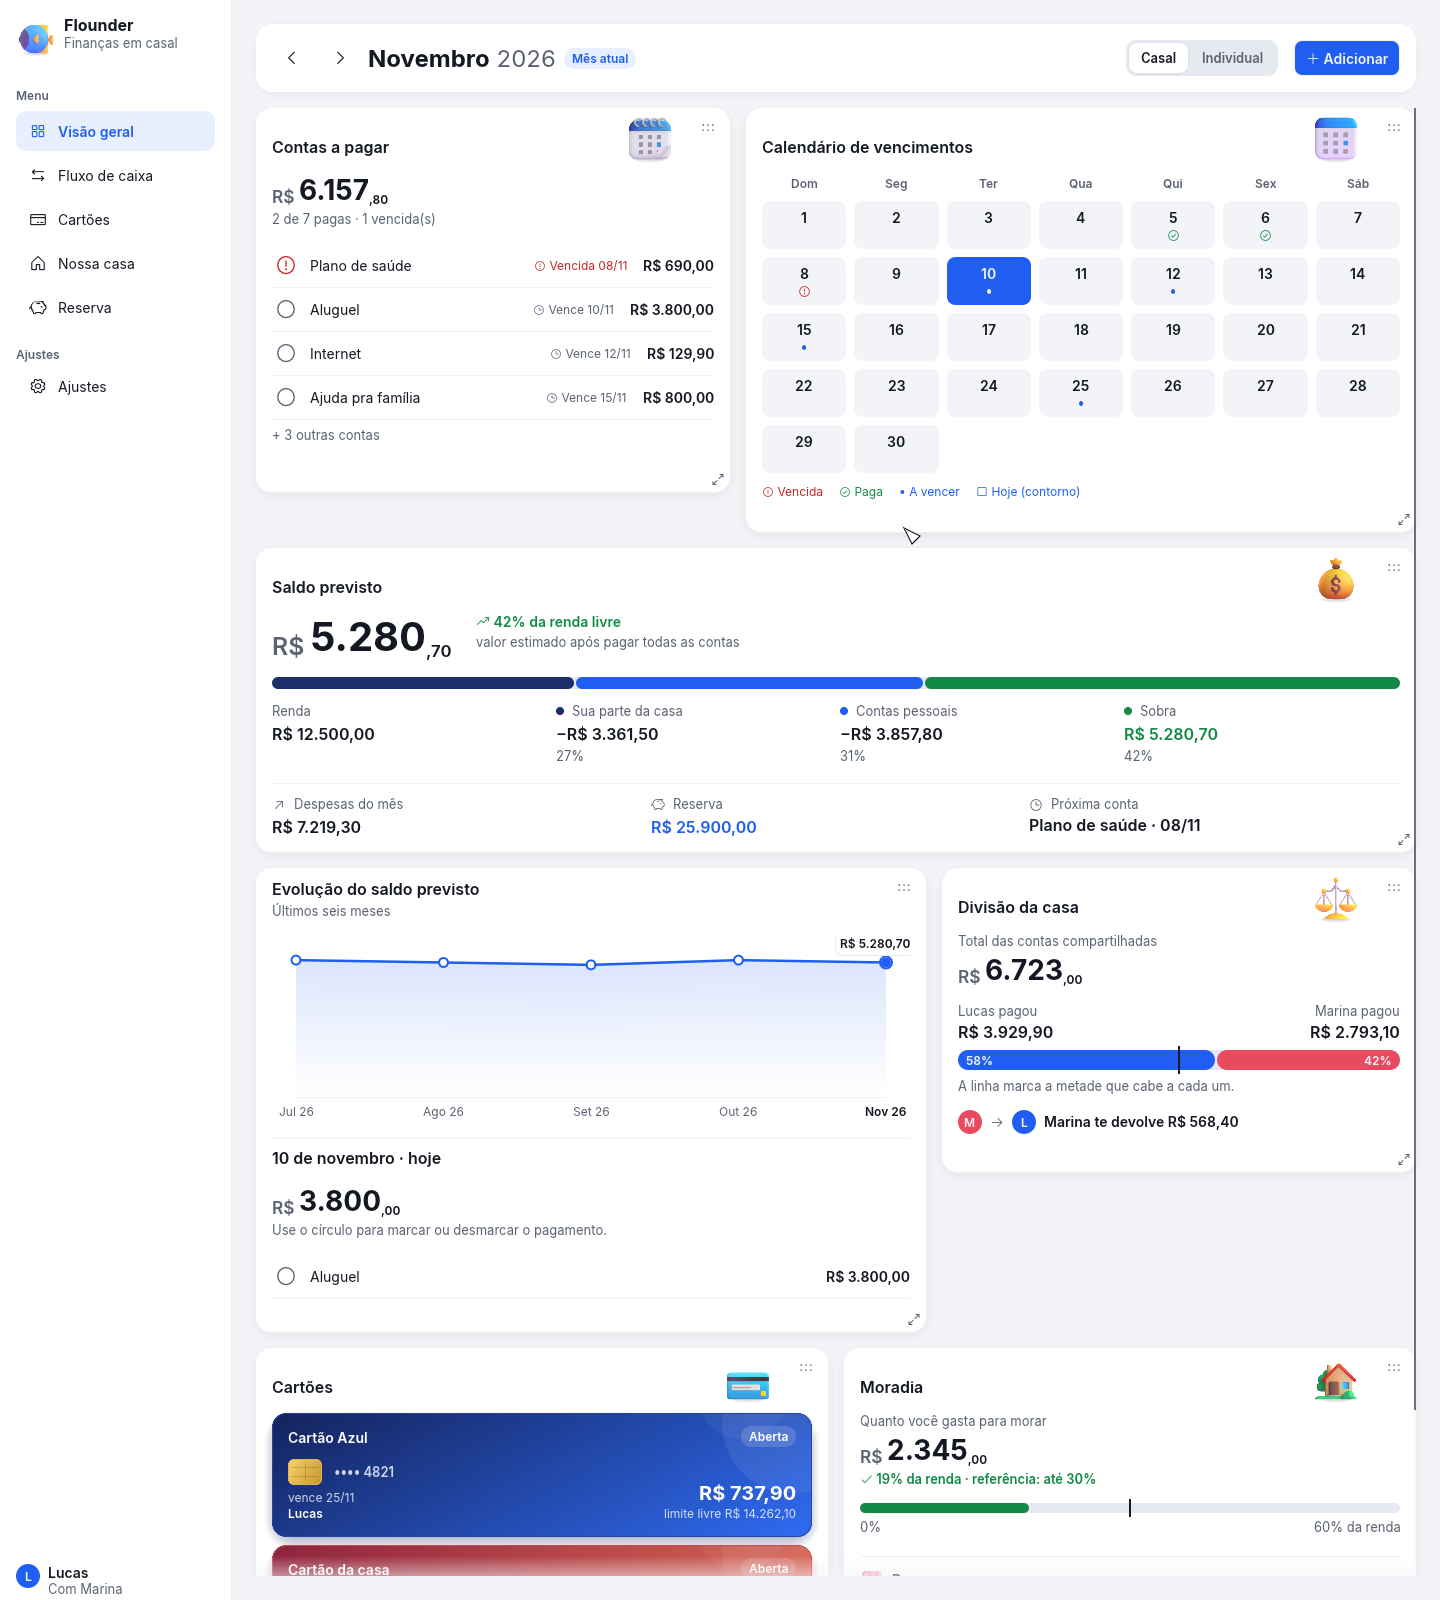 Flounder
Finanças em casal
Menu
Visão geral
Fluxo de caixa
Cartões
Nossa casa
Reserva
Ajustes
Ajustes
Lucas
L
Com Marina
Novembro 2026 Mês atual
Casal Individual + Adicionar
Contas a pagar
R$ 6.157,80
2 de 7 pagas · 1 vencida(s)
Plano de saúde Vencida 08/11 R$ 690,00
Aluguel Vence 10/11 R$ 3.800,00
Internet Vence 12/11 R$ 129,90
Ajuda pra família Vence 15/11 R$ 800,00
+ 3 outras contas
Calendário de vencimentos
Dom Seg Ter Qua Qui Sex Sáb
1 2 3 4 5 6 7
8 9 10 11 12 13 14
15 16 17 18 19 20 21
22 23 24 25 26 27 28
29 30
Vencida Paga • A vencer Hoje (contorno)
Saldo previsto
R$ 5.280,70
42% da renda livre
valor estimado após pagar todas as contas
Renda Sua parte da casa Contas pessoais Sobra
R$ 12.500,00 −R$ 3.361,50 −R$ 3.857,80 R$ 5.280,70
27% 31% 42%
Despesas do mês Reserva Próxima conta
R$ 7.219,30 R$ 25.900,00 Plano de saúde · 08/11
Evolução do saldo previsto
Últimos seis meses
R$ 5.280,70
Jul 26 Ago 26 Set 26 Out 26 Nov 26
10 de novembro · hoje
R$ 3.800,00
Use o círculo para marcar ou desmarcar o pagamento.
Aluguel R$ 3.800,00
Divisão da casa
Total das contas compartilhadas
R$ 6.723,00
Lucas pagou Marina pagou
R$ 3.929,90 R$ 2.793,10
58% 42%
A linha marca a metade que cabe a cada um.
M → L Marina te devolve R$ 568,40
Cartões
Cartão Azul Aberta
•••• 4821
vence 25/11 R$ 737,90
Lucas limite livre R$ 14.262,10
Cartão da casa Aberta
Moradia
Quanto você gasta para morar
R$ 2.345,00
19% da renda · referência: até 30%
0% 60% da renda